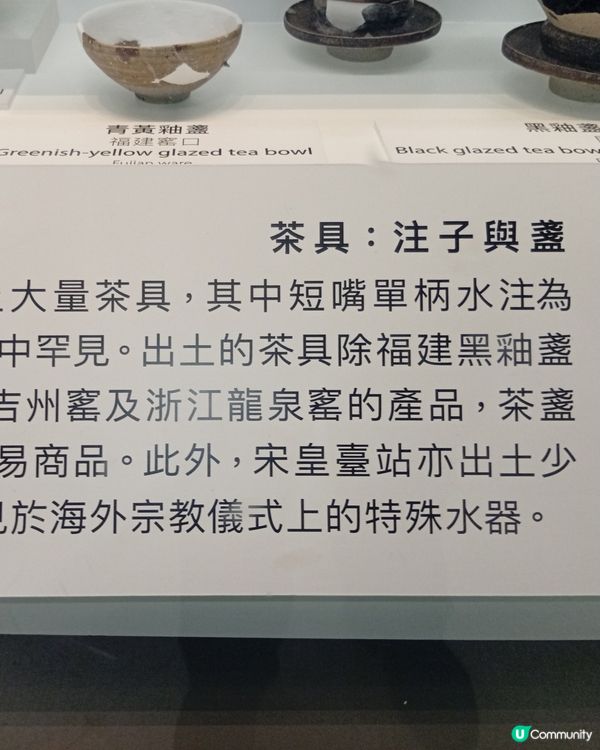 青黃釉盞
福建窰口
Greenish-yellow glazed tea bowl
Fujian ware
黑釉盞
Black glazed tea bow
茶具：注子與盞
大量茶具，其中短嘴單柄水注為
中罕見。出土的茶具除福建黑釉盞
吉州窰及浙江龍泉窰的產品，茶盞
易商品。此外，宋皇臺站亦出土少
見於海外宗教儀式上的特殊水器。
U Community